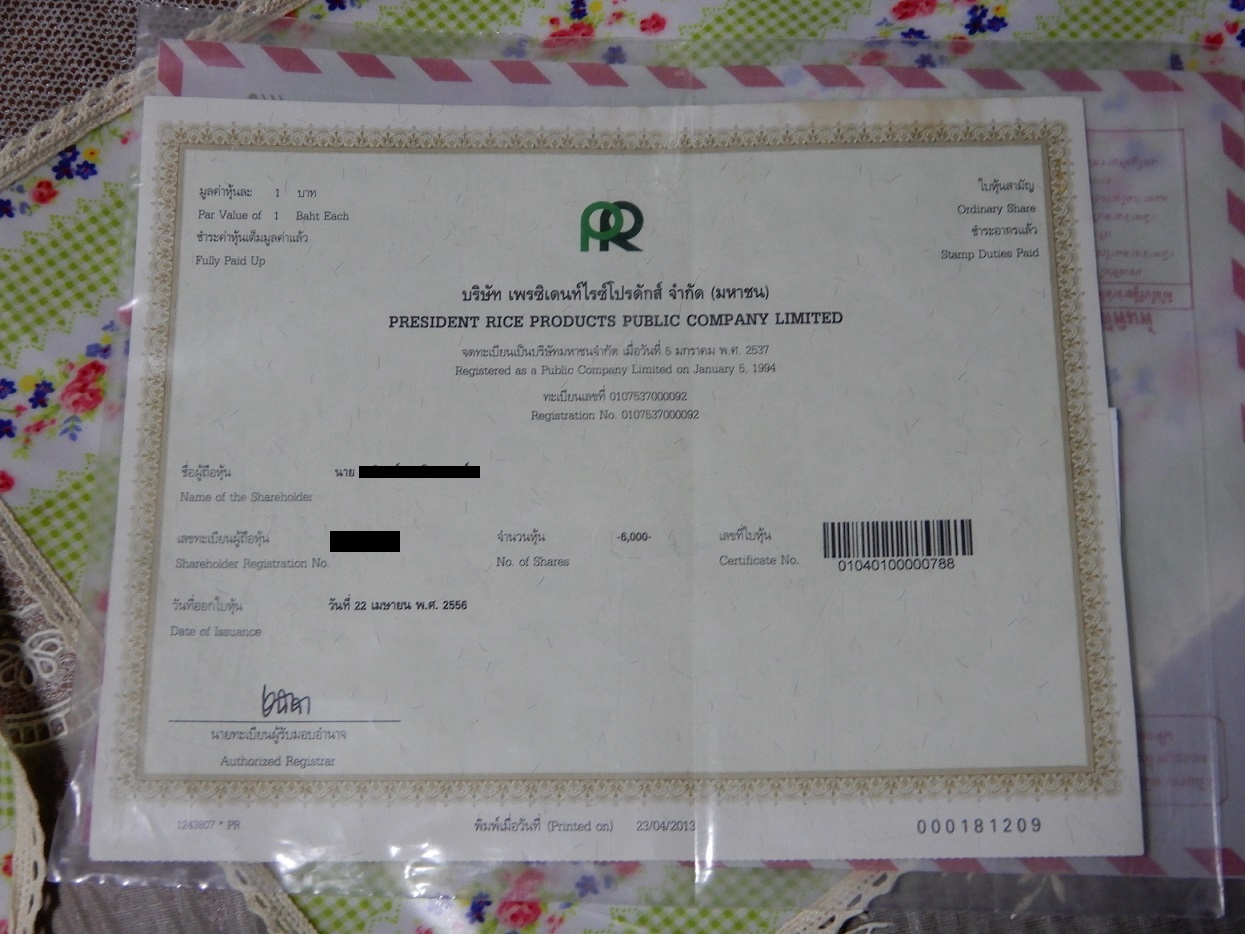 มูลค่าหุ้นละ 1 บาท
Par Value of 1 Baht Each
ชำระค่าหุ้นเต็มมูลค่าแล้ว
Fully Paid Up
ใบหุ้นสามัญ
Ordinary Share
ชำระอากรแล้ว
Stamp Duties Paid
PR
บริษัท เพรซิเดนท์ไรซ์โปรดักส์ จำกัด (มหาชน)
PRESIDENT RICE PRODUCTS PUBLIC COMPANY LIMITED
จดทะเบียนเป็นบริษัทมหาชนจำกัด เมื่อวันที่ 5 มกราคม พ.ศ. 2537
Registered as a Public Company Limited on January 5, 1994
ทะเบียนเลขที่ 0107537000092
Registration No. 0107537000092
ชื่อผู้ถือหุ้น นาย
Name of the Shareholder
เลขทะเบียนผู้ถือหุ้น จำนวนหุ้น -6,000- เลขที่ใบหุ้น
Shareholder Registration No. No. of Shares Certificate No. 01040100000788
วันที่ออกใบหุ้น วันที่ 22 เมษายน พ.ศ. 2556
Date of Issuance
นายทะเบียนผู้รับมอบอำนาจ
Authorized Registrar
1243807 * PR พิมพ์เมื่อวันที่ (Printed on) 23/04/2013 000181209